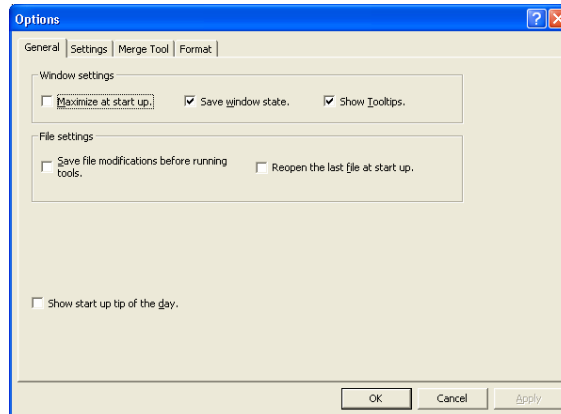 Options
General Settings Merge Tool Format
Window settings
Maximize at start up. Save window state. Show Tooltips.
File settings
Save file modifications before running
tools.
Reopen the last file at start up.
Show start up tip of the day.
OK Cancel Apply